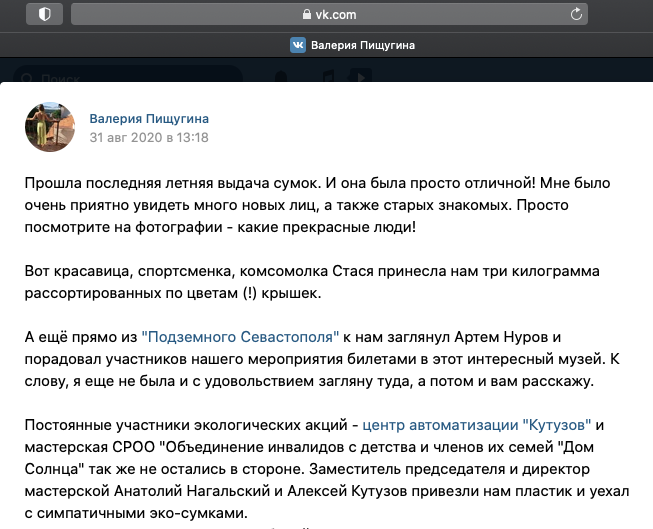 vk.com
Валерия Пищугина
Поиск
Валерия Пищугина
31 авг 2020 в 13:18
Прошла последняя летняя выдача сумок. И она была просто отличной! Мне было
очень приятно увидеть много новых лиц, а также старых знакомых. Просто
посмотрите на фотографии - какие прекрасные люди!
Вот красавица, спортсменка, комсомолка Стася принесла нам три килограмма
рассортированных по цветам (!) крышек.
А ещё прямо из "Подземного Севастополя" к нам заглянул Артем Нуров и
порадовал участников нашего мероприятия билетами в этот интересный музей. К
слову, я еще не была и с удовольствием загляну туда, а потом и вам расскажу.
Постоянные участники экологических акций - центр автоматизации "Кутузов" и
мастерская СРОО "Объединение инвалидов с детства и членов их семей "Дом
Солнца" так же не остались в стороне. Заместитель председателя и директор
мастерской Анатолий Нагальский и Алексей Кутузов привезли нам пластик и уехал
с симпатичными эко-сумками.